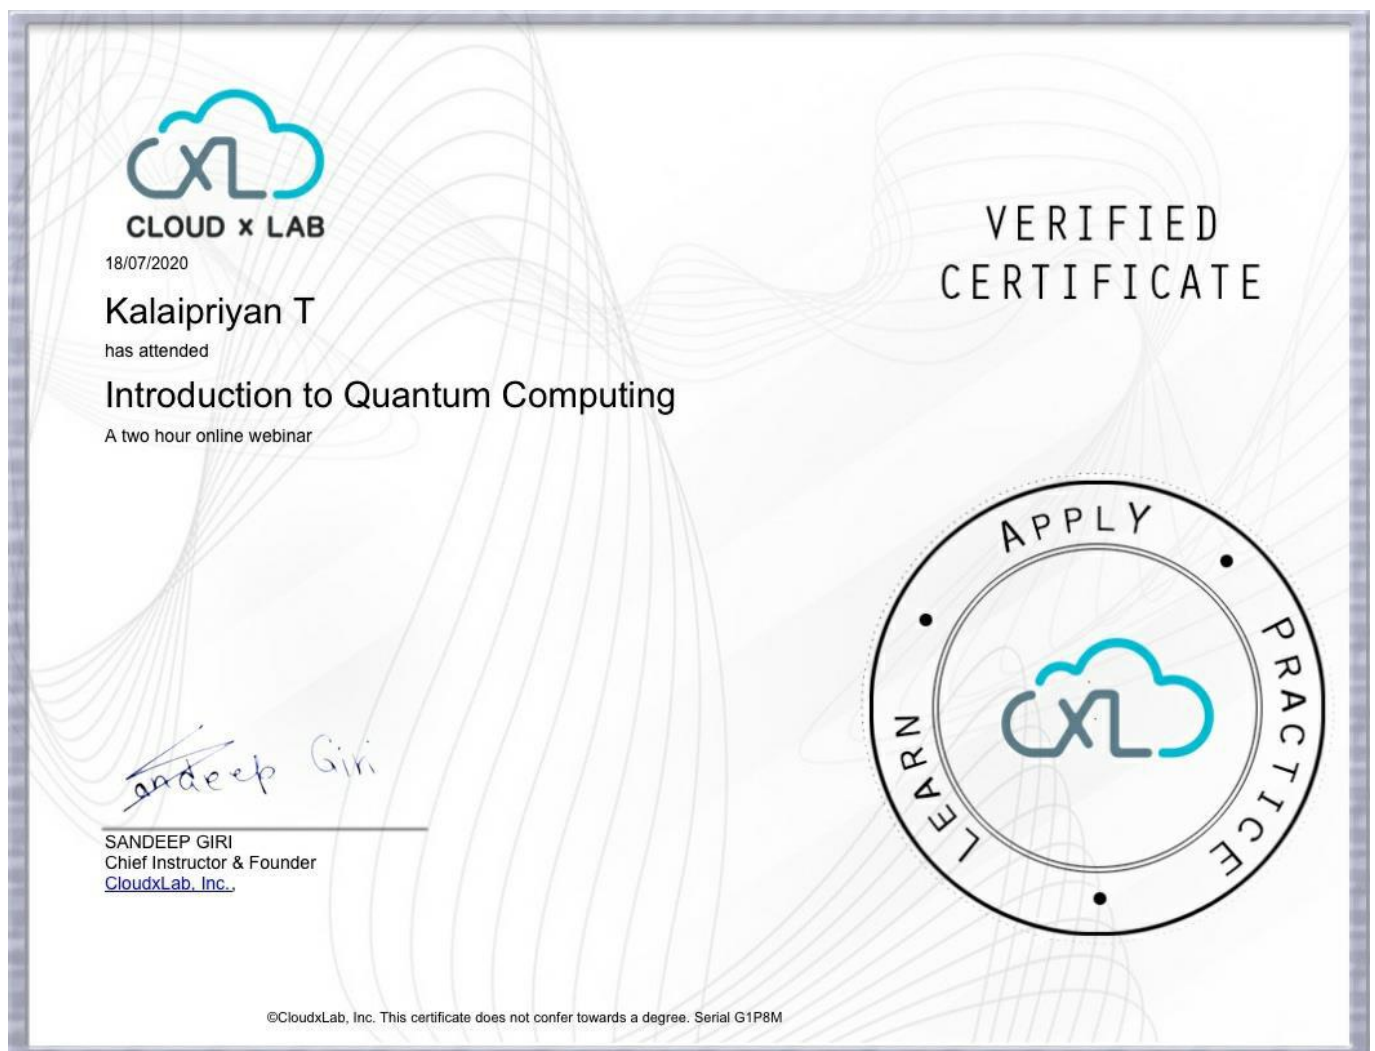 CXL
CLOUD x LAB
18/07/2020
Kalaipriyan T
has attended
Introduction to Quantum Computing
A two hour online webinar
VERIFIED
CERTIFICATE
APPLY
PRACTICE
LEARN
CXL
Sandeep Giri
SANDEEP GIRI
Chief Instructor & Founder
CloudxLab, Inc.,
©CloudxLab, Inc. This certificate does not confer towards a degree. Serial G1P8M